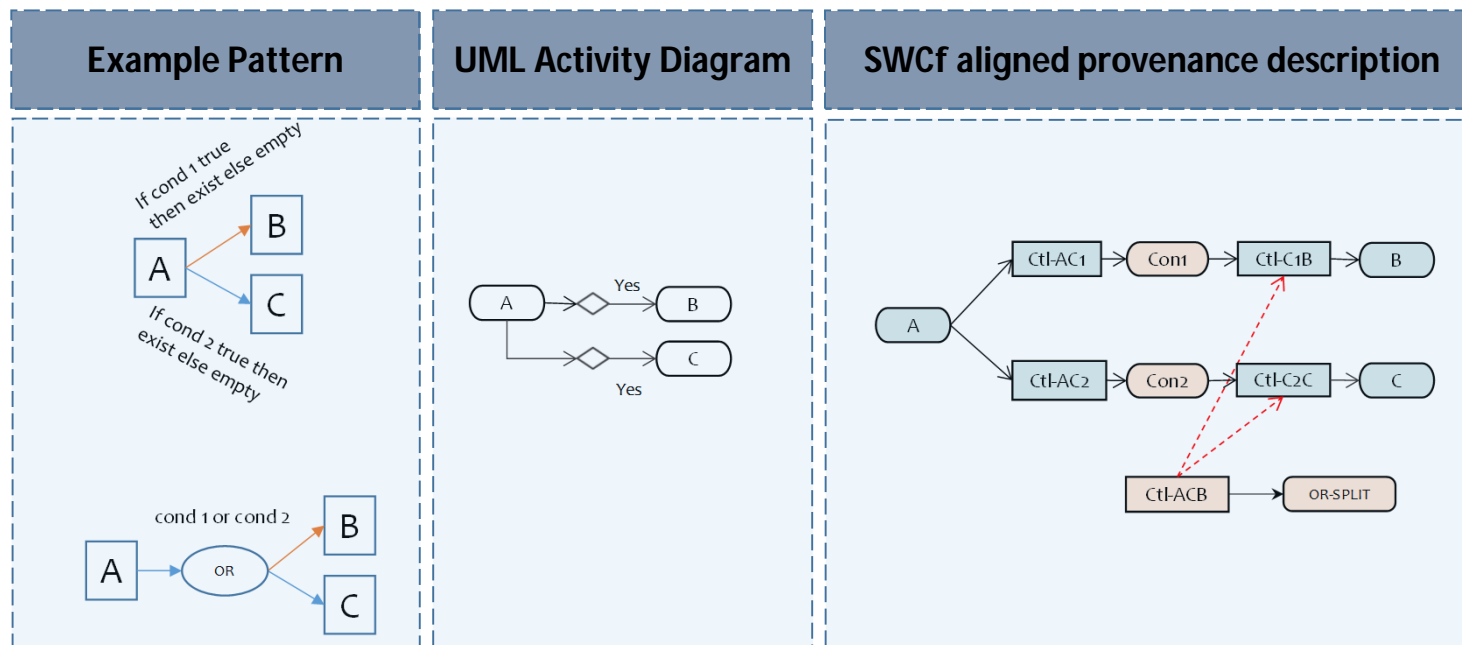 Example Pattern
UML Activity Diagram
SWCf aligned provenance description
If cond 1 true
then exist else empty
B
A
C
If cond 2 true then
exist else empty
cond 1 or cond 2
B
A
OR
C
Yes
A
B
C
Yes
Ctl-AC1
Con1
Ctl-C1B
B
A
Ctl-AC2
Con2
Ctl-C2C
C
Ctl-ACB
OR-SPLIT